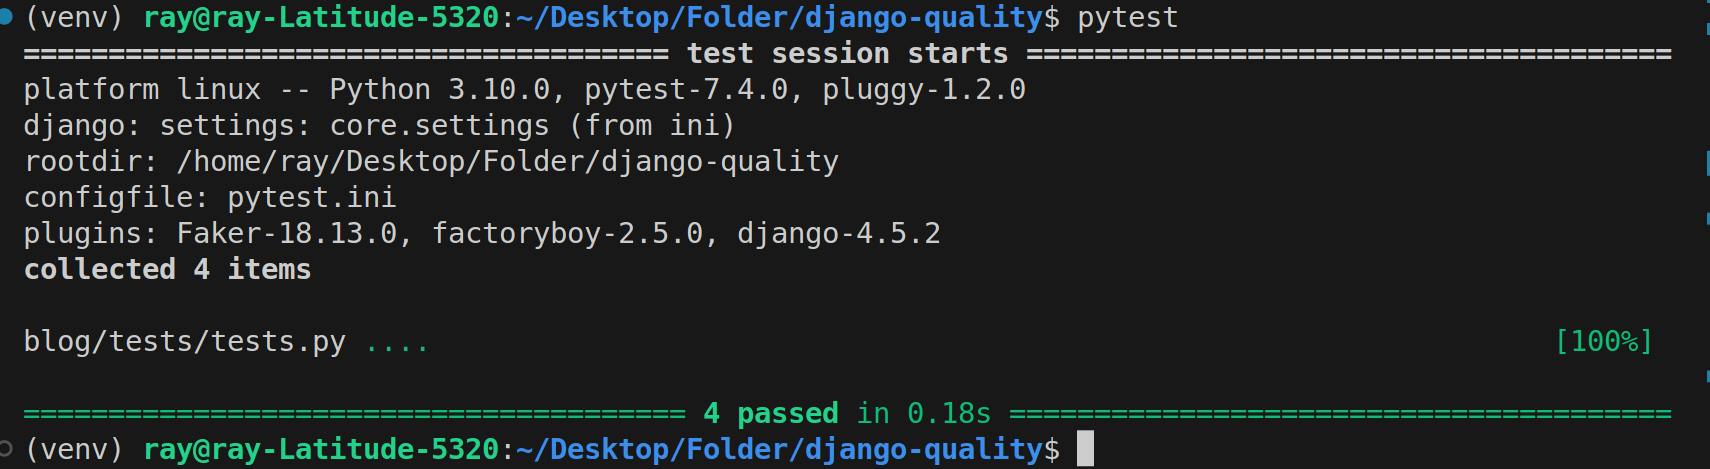 (venv) ray@ray-Latitude-5320:~/Desktop/Folder/django-quality$ pytest
====================================== test session starts ======================================
platform linux -- Python 3.10.0, pytest-7.4.0, pluggy-1.2.0
django: settings: core.settings (from ini)
rootdir: /home/ray/Desktop/Folder/django-quality
configfile: pytest.ini
plugins: Faker-18.13.0, factoryboy-2.5.0, django-4.5.2
collected 4 items
blog/tests/tests.py .... [100%]
======================================= 4 passed in 0.18s =======================================
(venv) ray@ray-Latitude-5320:~/Desktop/Folder/django-quality$